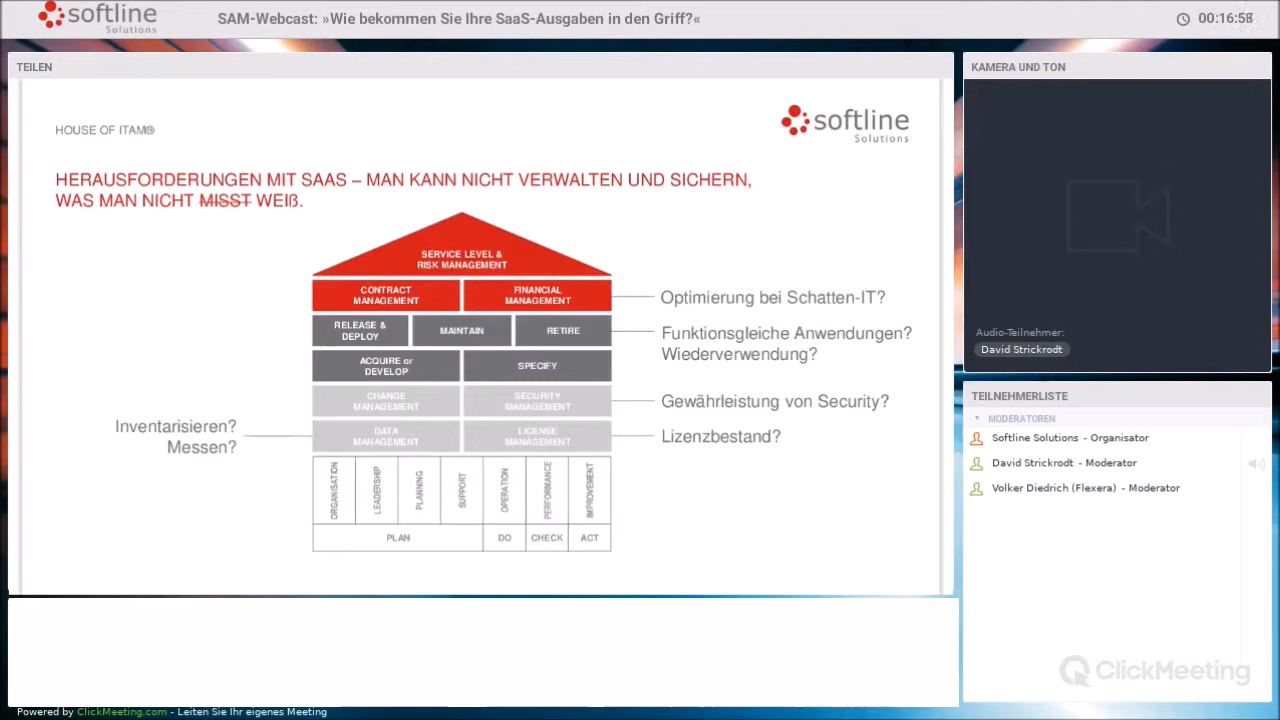 softline
Solutions
SAM-Webcast: »Wie bekommen Sie Ihre SaaS-Ausgaben in den Griff?«
00:16:58
TEILEN
HOUSE OF ITAM®
softline
Solutions
HERAUSFORDERUNGEN MIT SAAS – MAN KANN NICHT VERWALTEN UND SICHERN,
WAS MAN NICHT MISST WEIß.
SERVICE LEVEL &
RISK MANAGEMENT
CONTRACT
MANAGEMENT
FINANCIAL
MANAGEMENT
Optimierung bei Schatten-IT?
RELEASE &
DEPLOY
MAINTAIN
RETIRE
Funktionsgleiche Anwendungen?
Wiederverwendung?
ACQUIRE or
DEVELOP
SPECIFY
CHANGE
MANAGEMENT
SECURITY
MANAGEMENT
Gewährleistung von Security?
Inventarisieren?
Messen?
DATA
MANAGEMENT
LICENSE
MANAGEMENT
Lizenzbestand?
ORGANISATION
LEADERSHIP
PLANNING
SUPPORT
OPERATION
PERFORMANCE
IMPROVEMENT
PLAN
DO
CHECK
ACT
KAMERA UND TON
Audio-Teilnehmer:
David Strickrodt
TEILNEHMERLISTE
MODERATOREN
Softline Solutions - Organisator
David Strickrodt - Moderator
Volker Diedrich (Flexera) - Moderator
ClickMeeting
Powered by ClickMeeting.com - Leiten Sie Ihr eigenes Meeting